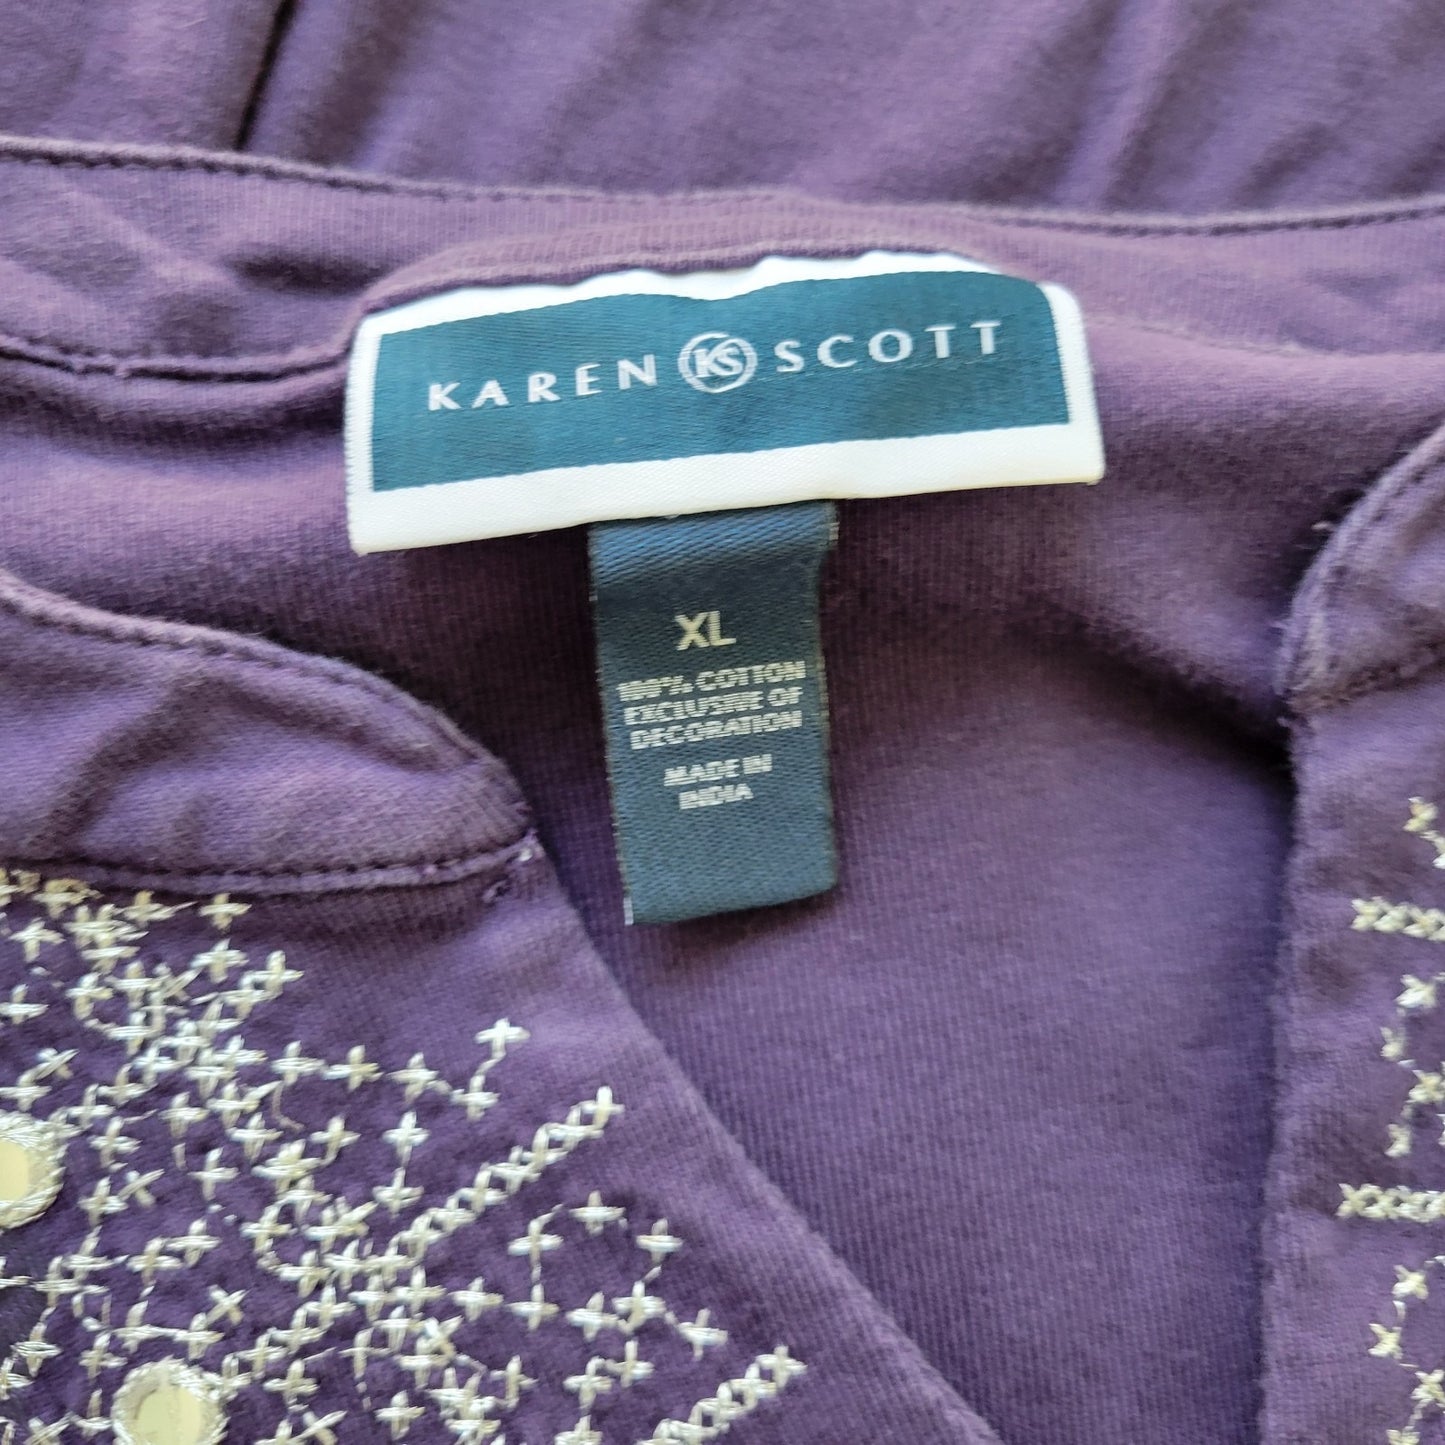 KAREN KS SCOTT
XL
100% COTTON
EXCLUSIVE OF
DECORATION
MADE IN
INDIA